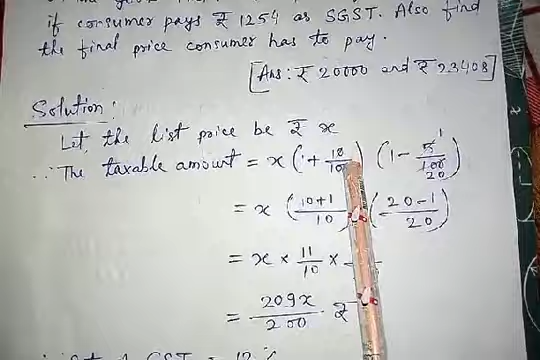 if consumer pays ₹ 1254 as SGST. Also find
the final price consumer has to pay.
[Ans: ₹ 20000 and ₹ 23408]
Solution:
Let, the list price be ₹ x
∴ The taxable amount = x (1 + 10/100) (1 - 5/100) 1 20
= x ((10+1)/10) ((20-1)/20)
= x × 11/10 ×
= 209x/200 . ₹